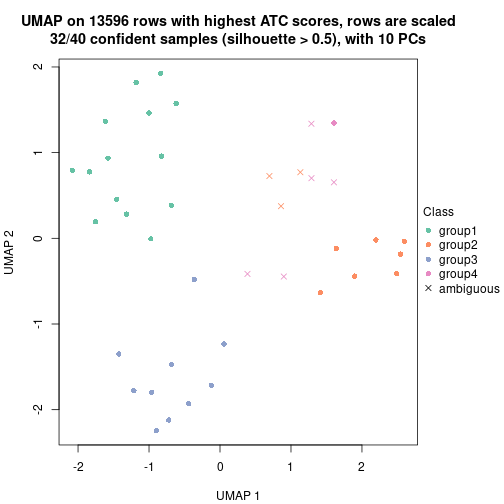 UMAP on 13596 rows with highest ATC scores, rows are scaled
32/40 confident samples (silhouette > 0.5), with 10 PCs
2
1
0
-1
-2
UMAP 2
-2
-1
0
1
2
UMAP 1
Class
group1
group2
group3
group4
ambiguous